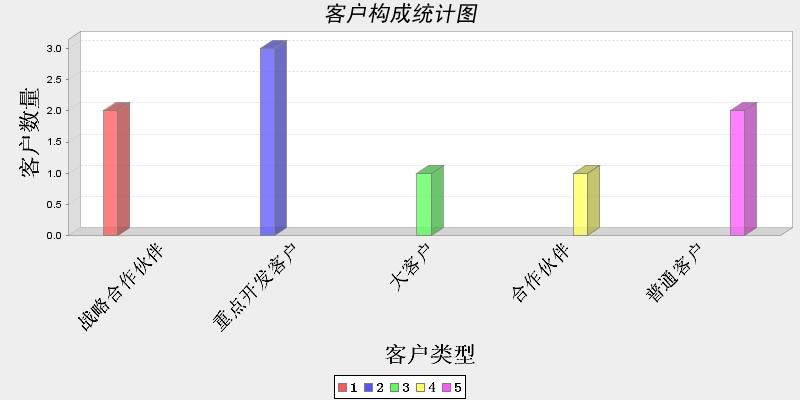 客户构成统计图
客户数量
3.0
2.5
2.0
1.5
1.0
0.5
0.0
战略合作伙伴
重点开发客户
大客户
合作伙伴
普通客户
客户类型
1 2 3 4 5